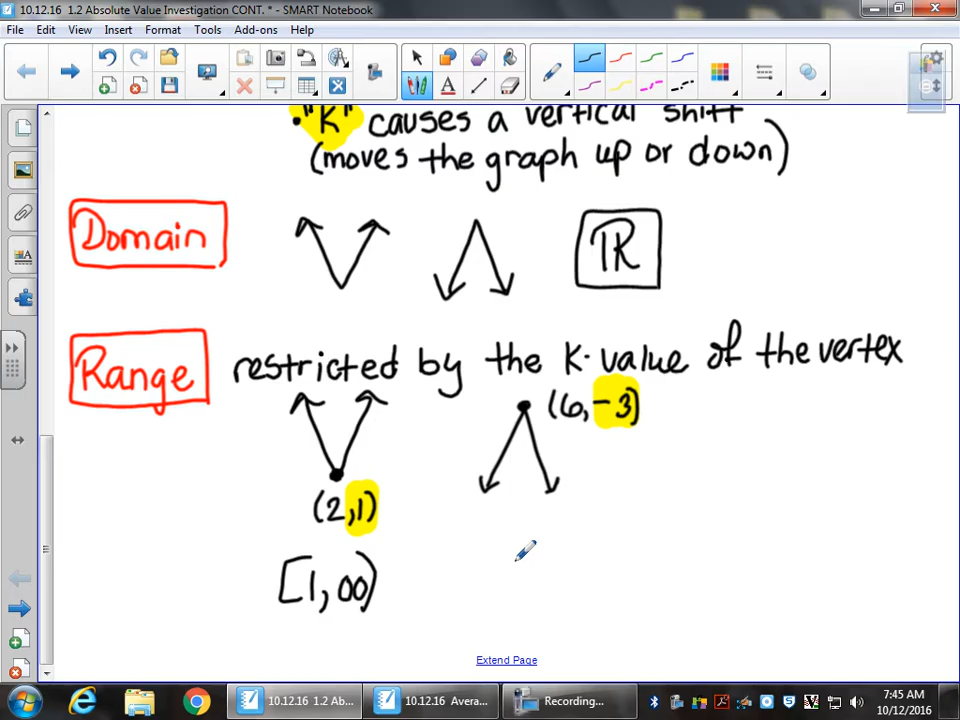 10.12.16 1.2 Absolute Value Investigation CONT. * - SMART Notebook
File Edit View Insert Format Tools Add-ons Help
• "K" causes a vertical shift
(moves the graph up or down)
Domain
ℝ
Range restricted by the K-value of the vertex
(6, -3)
(2, 1)
[1, ∞)
Extend Page
10.12.16 1.2 Ab...
10.12.16 Avera...
Recording...
7:45 AM
10/12/2016